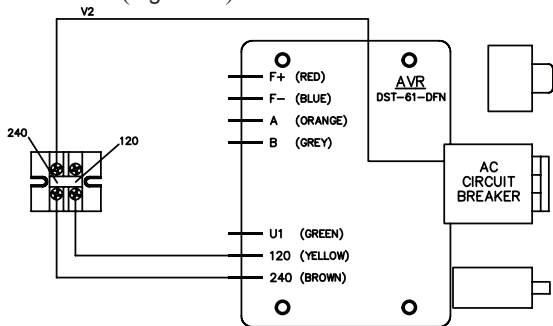 V2
F+ (RED)
F- (BLUE)
A (ORANGE)
B (GREY)
AVR
DST-61-DFN
240
120
AC
CIRCUIT
BREAKER
U1 (GREEN)
120 (YELLOW)
240 (BROWN)